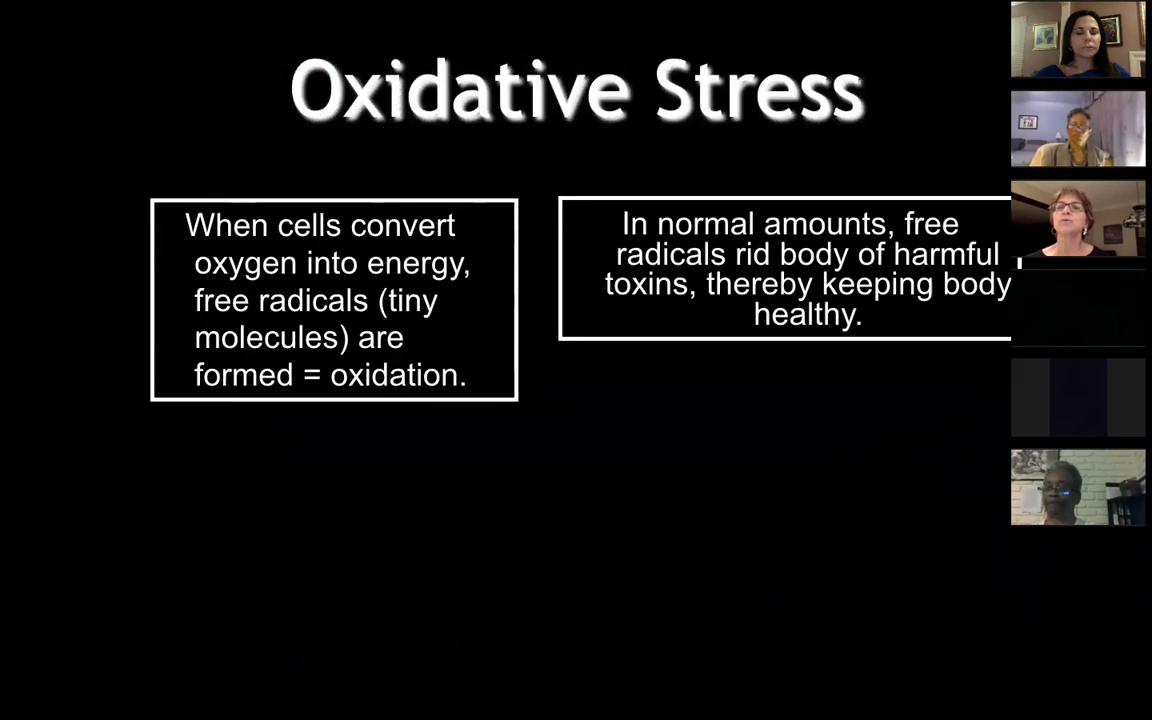 Oxidative Stress
When cells convert
oxygen into energy,
free radicals (tiny
molecules) are
formed = oxidation.
In normal amounts, free
radicals rid body of harmful
toxins, thereby keeping body
healthy.